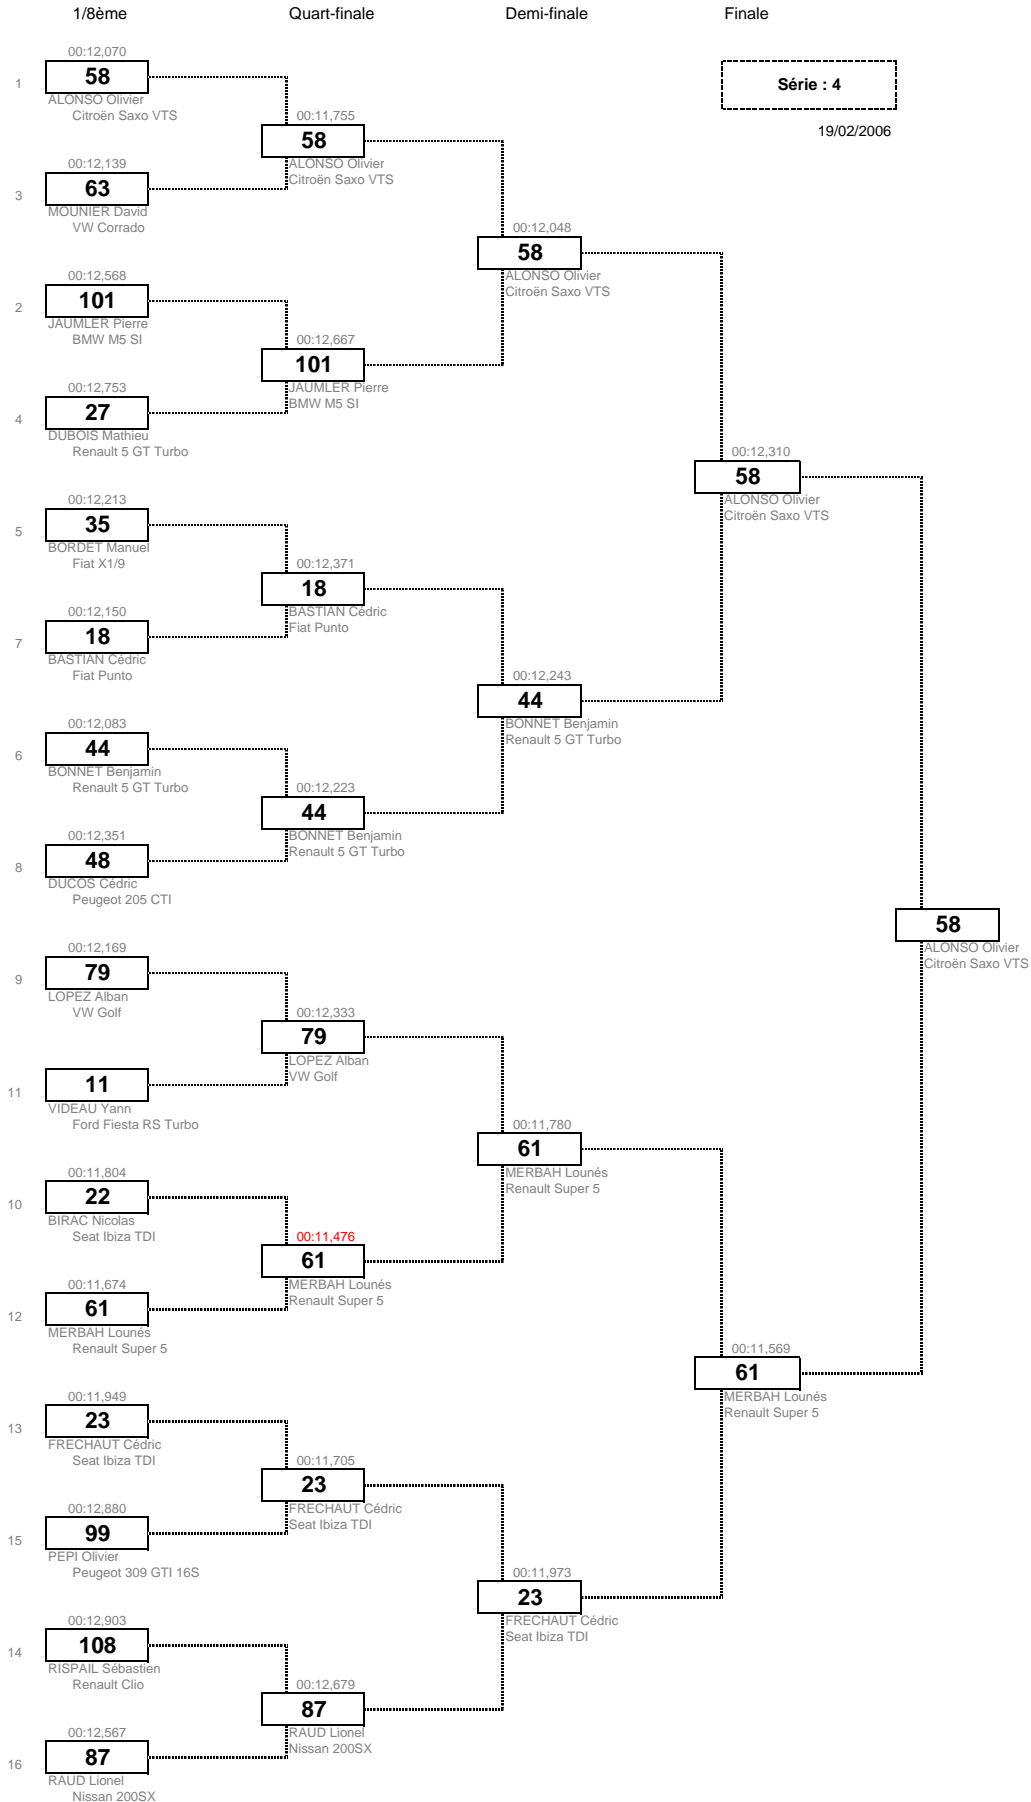 1/8ème
Quart-finale
Demi-finale
Finale
Série : 4
19/02/2006
00:12,070
1
58
ALONSO Olivier
Citroën Saxo VTS
00:12,139
3
63
MOUNIER David
VW Corrado
00:12,568
2
101
JAUMLER Pierre
BMW M5 SI
00:12,753
4
27
DUBOIS Mathieu
Renault 5 GT Turbo
00:12,213
5
35
BORDET Manuel
Fiat X1/9
00:12,150
7
18
BASTIAN Cédric
Fiat Punto
00:12,083
6
44
BONNET Benjamin
Renault 5 GT Turbo
00:12,351
8
48
DUCOS Cédric
Peugeot 205 CTI
00:12,169
9
79
LOPEZ Alban
VW Golf
11
11
VIDEAU Yann
Ford Fiesta RS Turbo
00:11,804
10
22
BIRAC Nicolas
Seat Ibiza TDI
00:11,674
12
61
MERBAH Lounés
Renault Super 5
00:11,949
13
23
FRECHAUT Cédric
Seat Ibiza TDI
00:12,880
15
99
PEPI Olivier
Peugeot 309 GTI 16S
00:12,903
14
108
RISPAIL Sébastien
Renault Clio
00:12,567
16
87
RAUD Lionel
Nissan 200SX
00:11,755
58
ALONSO Olivier
Citroën Saxo VTS
00:12,667
101
JAUMLER Pierre
BMW M5 SI
00:12,371
18
BASTIAN Cédric
Fiat Punto
00:12,223
44
BONNET Benjamin
Renault 5 GT Turbo
00:12,333
79
LOPEZ Alban
VW Golf
00:11,476
61
MERBAH Lounés
Renault Super 5
00:11,705
23
FRECHAUT Cédric
Seat Ibiza TDI
00:12,679
87
RAUD Lionel
Nissan 200SX
00:12,048
58
ALONSO Olivier
Citroën Saxo VTS
00:12,243
44
BONNET Benjamin
Renault 5 GT Turbo
00:11,780
61
MERBAH Lounés
Renault Super 5
00:11,973
23
FRECHAUT Cédric
Seat Ibiza TDI
00:12,310
58
ALONSO Olivier
Citroën Saxo VTS
00:11,569
61
MERBAH Lounés
Renault Super 5
58
ALONSO Olivier
Citroën Saxo VTS